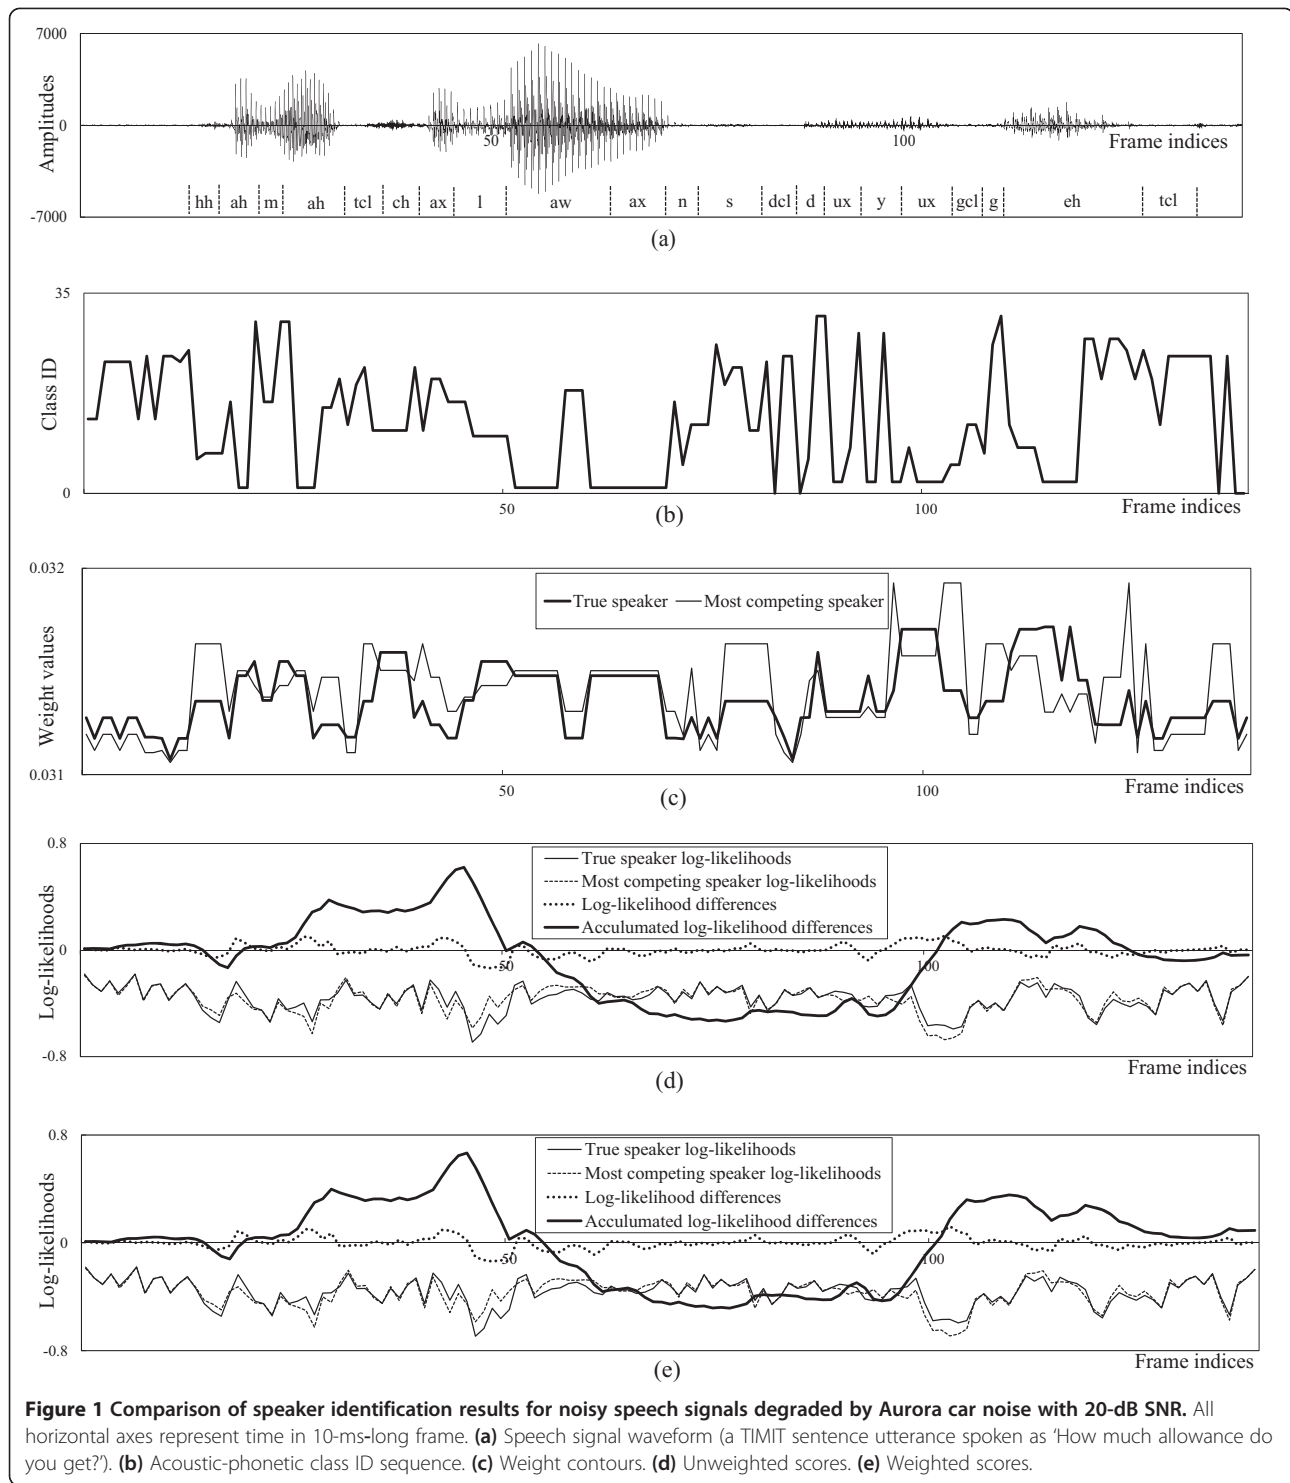 7000
Amplitudes
0
50
100
Frame indices
-7000
hh ah m ah tcl ch ax l aw ax n s dcl d ux y ux gcl g eh tcl
(a)
35
Class ID
0
50
100
Frame indices
(b)
0.032
True speaker
Most competing speaker
Weight values
0.031
50
100
Frame indices
(c)
0.8
True speaker log-likelihoods
Most competing speaker log-likelihoods
Log-likelihood differences
Acculumated log-likelihood differences
Log-likelihoods
0
50
100
-0.8
Frame indices
(d)
0.8
True speaker log-likelihoods
Most competing speaker log-likelihoods
Log-likelihood differences
Acculumated log-likelihood differences
Log-likelihoods
0
50
100
-0.8
Frame indices
(e)
Figure 1 Comparison of speaker identification results for noisy speech signals degraded by Aurora car noise with 20-dB SNR. All
horizontal axes represent time in 10-ms-long frame. (a) Speech signal waveform (a TIMIT sentence utterance spoken as 'How much allowance do
you get?'). (b) Acoustic-phonetic class ID sequence. (c) Weight contours. (d) Unweighted scores. (e) Weighted scores.